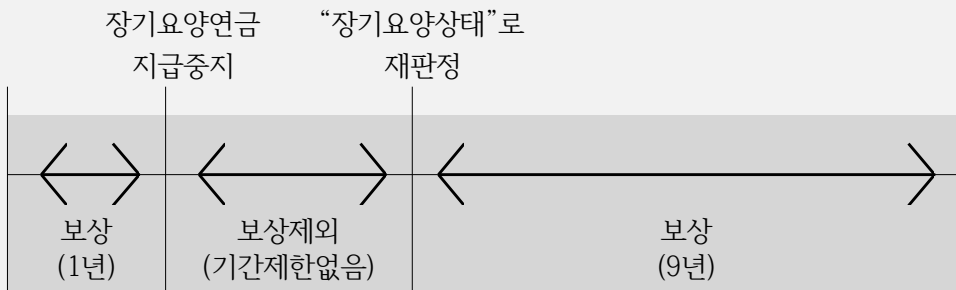 장기요양연금
지급중지
“장기요양상태”로
재판정
보상
(1년)
보상제외
(기간제한없음)
보상
(9년)